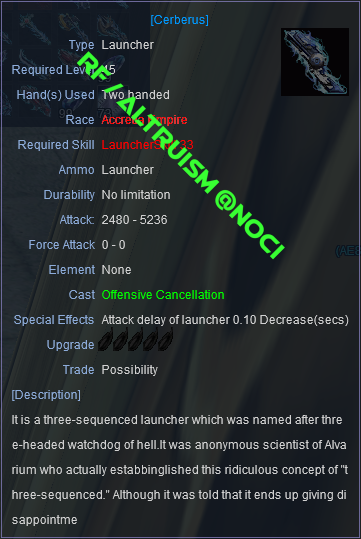 [Cerberus]
Type Launcher
Required Level 45
Hand(s) Used Two handed
Race Accretia Empire
Required Skill Launchers 33
Ammo Launcher
Durability No limitation
Attack: 2480 - 5236
Force Attack 0 - 0
Element None
Cast Offensive Cancellation
Special Effects Attack delay of launcher 0.10 Decrease(secs)
Upgrade
Trade Possibility
[Description]
It is a three-sequenced launcher which was named after thre
e-headed watchdog of hell.It was anonymous scientist of Alva
rium who actually estabbinglished this ridiculous concept of "t
hree-sequenced." Although it was told that it ends up giving di
sappointme
RF / ALTRUISM @NOCI